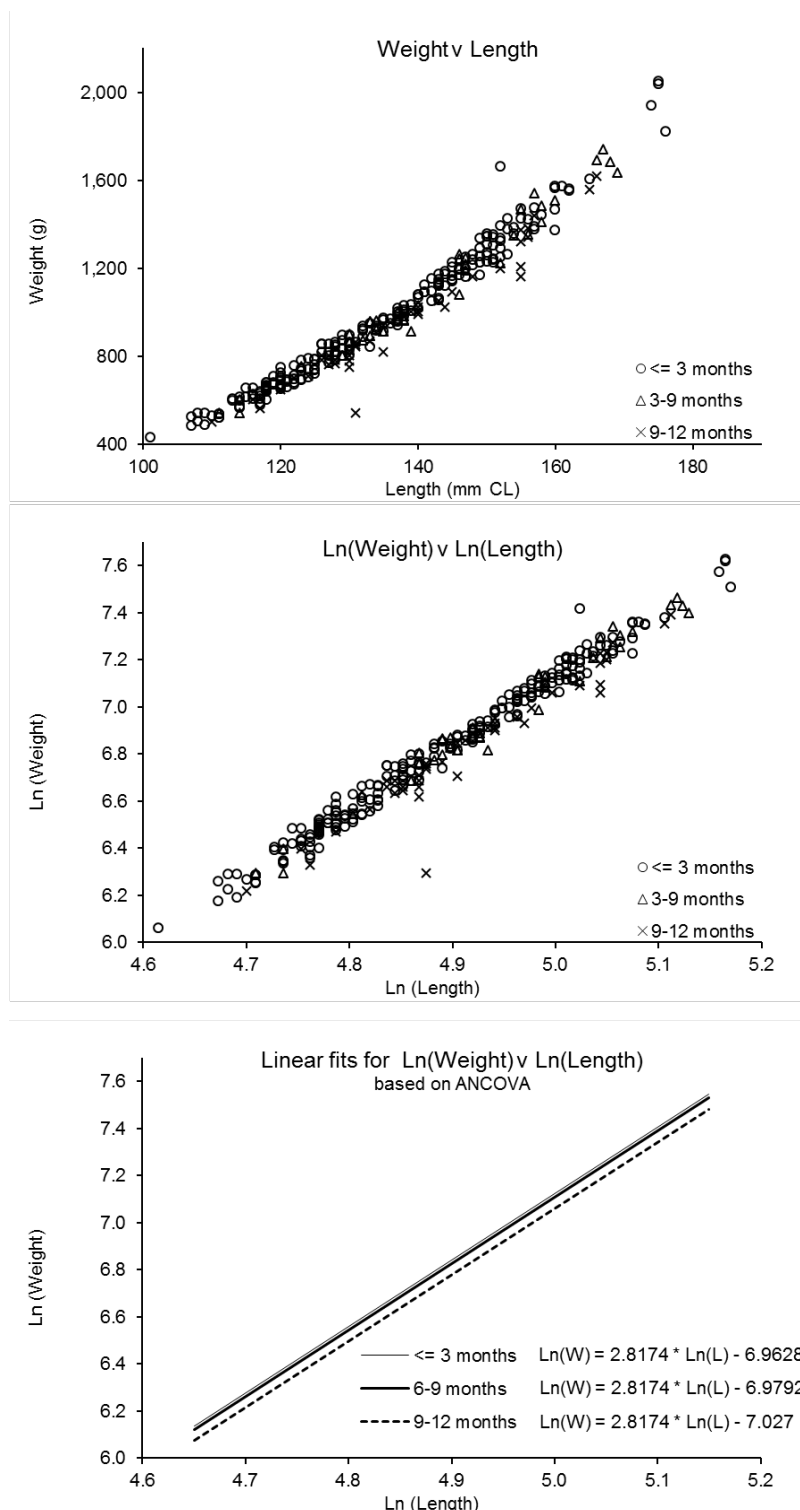 Weight v Length
2,000
1,600
1,200
800
400
Weight (g)
<= 3 months
3-9 months
9-12 months
100 120 140 160 180
Length (mm CL)
Ln(Weight) v Ln(Length)
7.6
7.4
7.2
7.0
6.8
6.6
6.4
6.2
6.0
Ln (Weight)
<= 3 months
3-9 months
9-12 months
4.6 4.7 4.8 4.9 5.0 5.1 5.2
Ln (Length)
Linear fits for Ln(Weight) v Ln(Length)
based on ANCOVA
7.6
7.4
7.2
7.0
6.8
6.6
6.4
6.2
6.0
Ln (Weight)
<= 3 months Ln(W) = 2.8174 * Ln(L) - 6.9628
6-9 months Ln(W) = 2.8174 * Ln(L) - 6.9792
9-12 months Ln(W) = 2.8174 * Ln(L) - 7.027
4.6 4.7 4.8 4.9 5.0 5.1 5.2
Ln (Length)